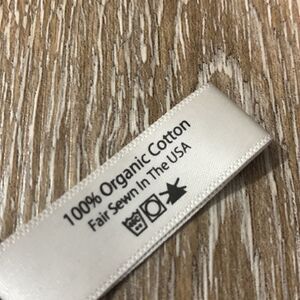 100% Organic Cotton
Fair Sewn In The USA